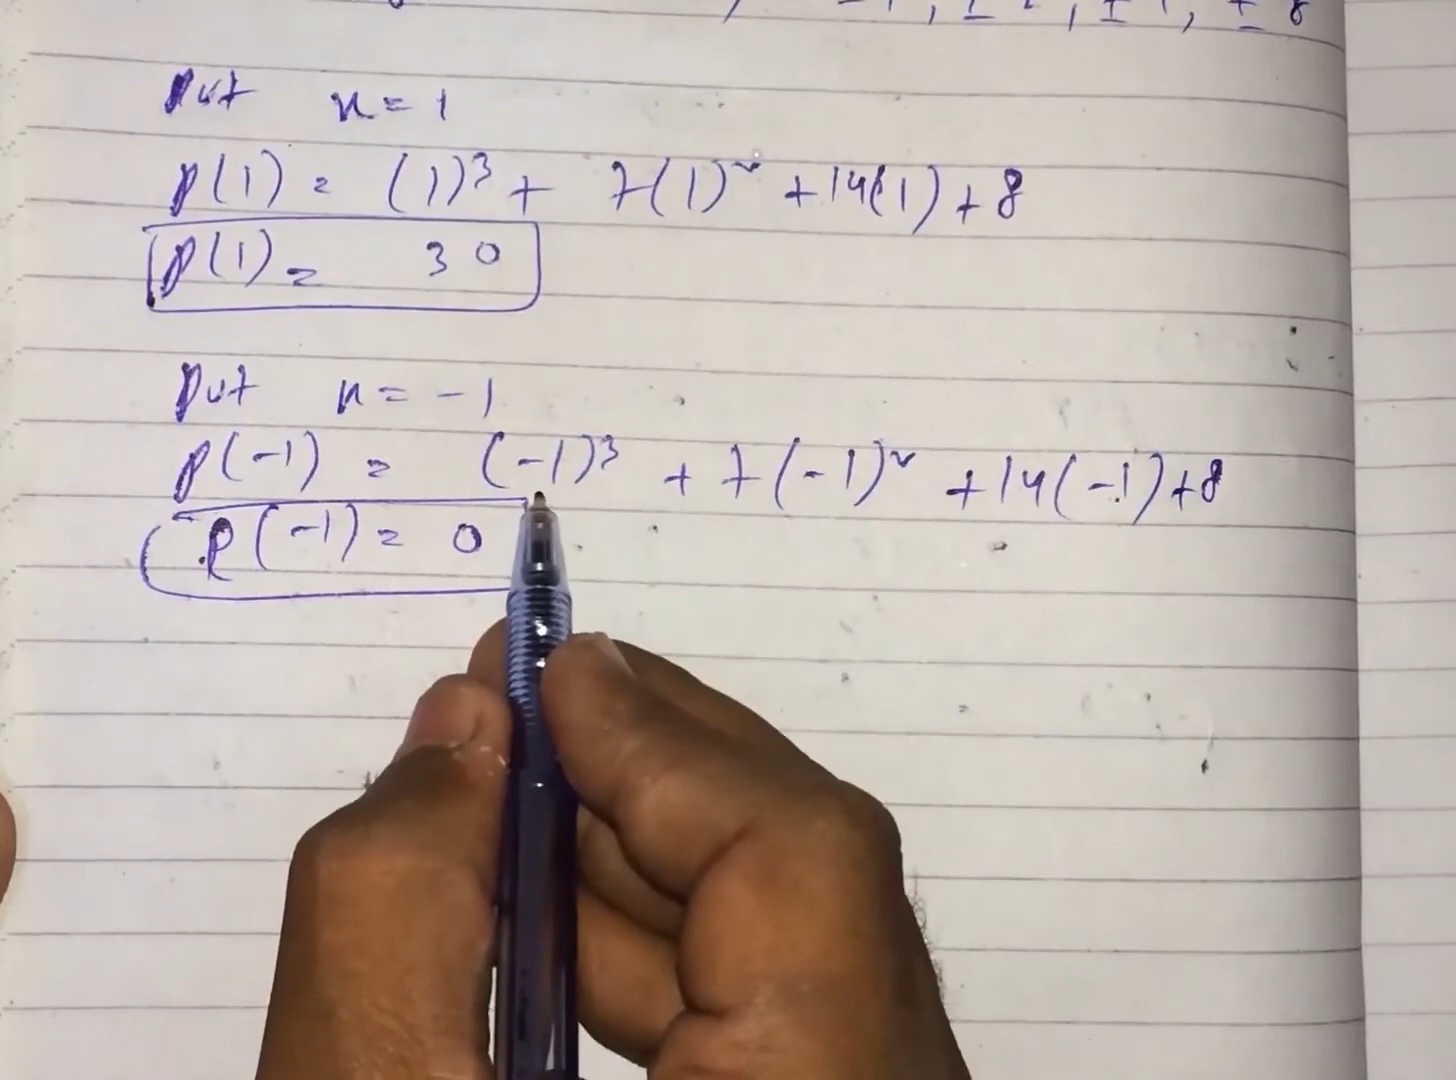 ± 8
Put x = 1
p(1) = (1)³ + 7(1)² + 14(1) + 8
p(1) = 30
Put x = -1
p(-1) = (-1)³ + 7(-1)² + 14(-1) + 8
p(-1) = 0